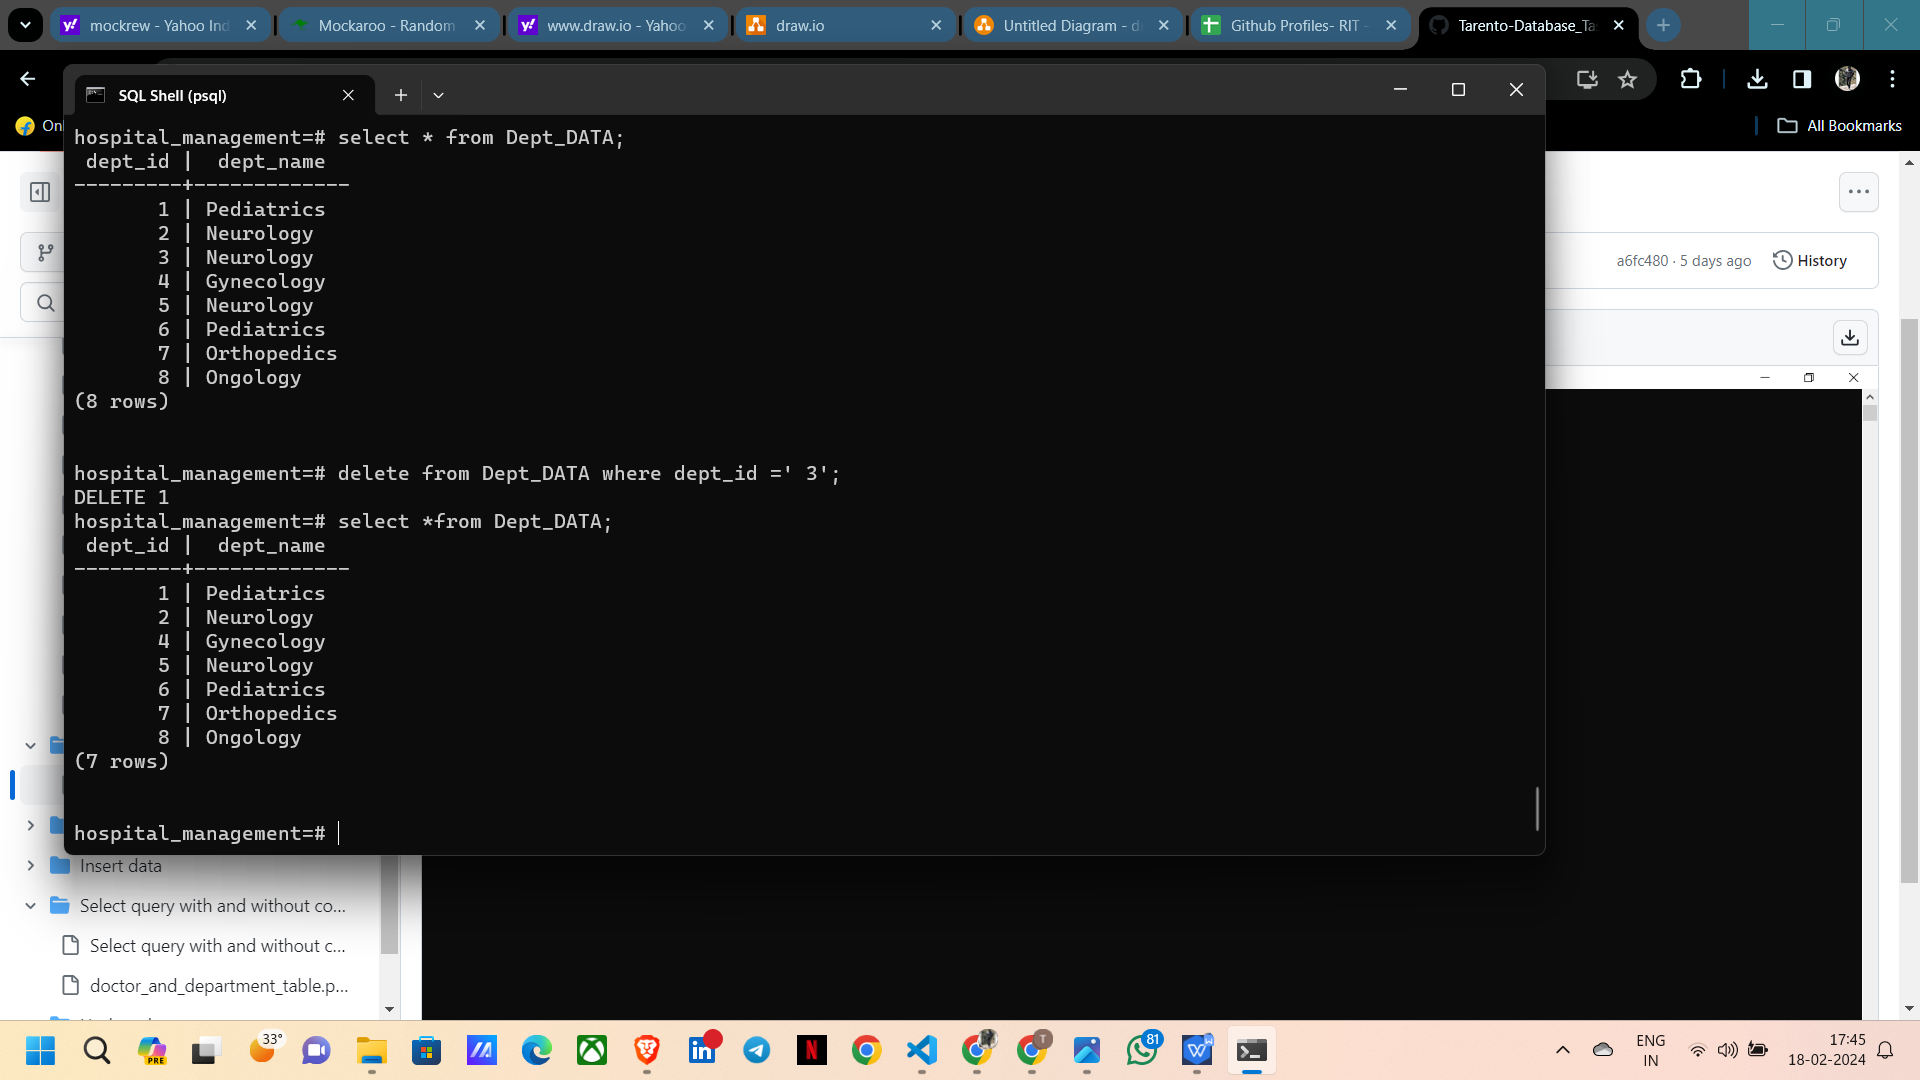 mockrew - Yahoo Ind
Mockaroo - Random
www.draw.io - Yahoo
draw.io
Untitled Diagram - d
Github Profiles- RIT -
Tarento-Database_Ta
SQL Shell (psql)
All Bookmarks
hospital_management=# select * from Dept_DATA;
dept_id | dept_name
---------+-------------
1 | Pediatrics
2 | Neurology
3 | Neurology
4 | Gynecology
5 | Neurology
6 | Pediatrics
7 | Orthopedics
8 | Ongology
(8 rows)
hospital_management=# delete from Dept_DATA where dept_id =' 3';
DELETE 1
hospital_management=# select *from Dept_DATA;
dept_id | dept_name
---------+-------------
1 | Pediatrics
2 | Neurology
4 | Gynecology
5 | Neurology
6 | Pediatrics
7 | Orthopedics
8 | Ongology
(7 rows)
hospital_management=#
a6fc480 · 5 days ago
History
Insert data
Select query with and without co...
Select query with and without c...
doctor_and_department_table.p...
33°
PRE
81
ENG
IN
17:45
18-02-2024